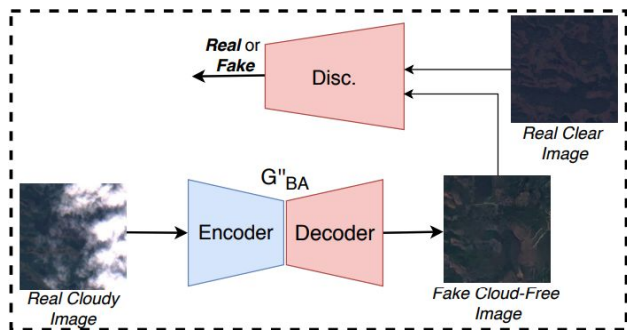 Real or
Fake
Disc.
Real Clear
Image
G"BA
Encoder
Decoder
Real Cloudy
Image
Fake Cloud-Free
Image